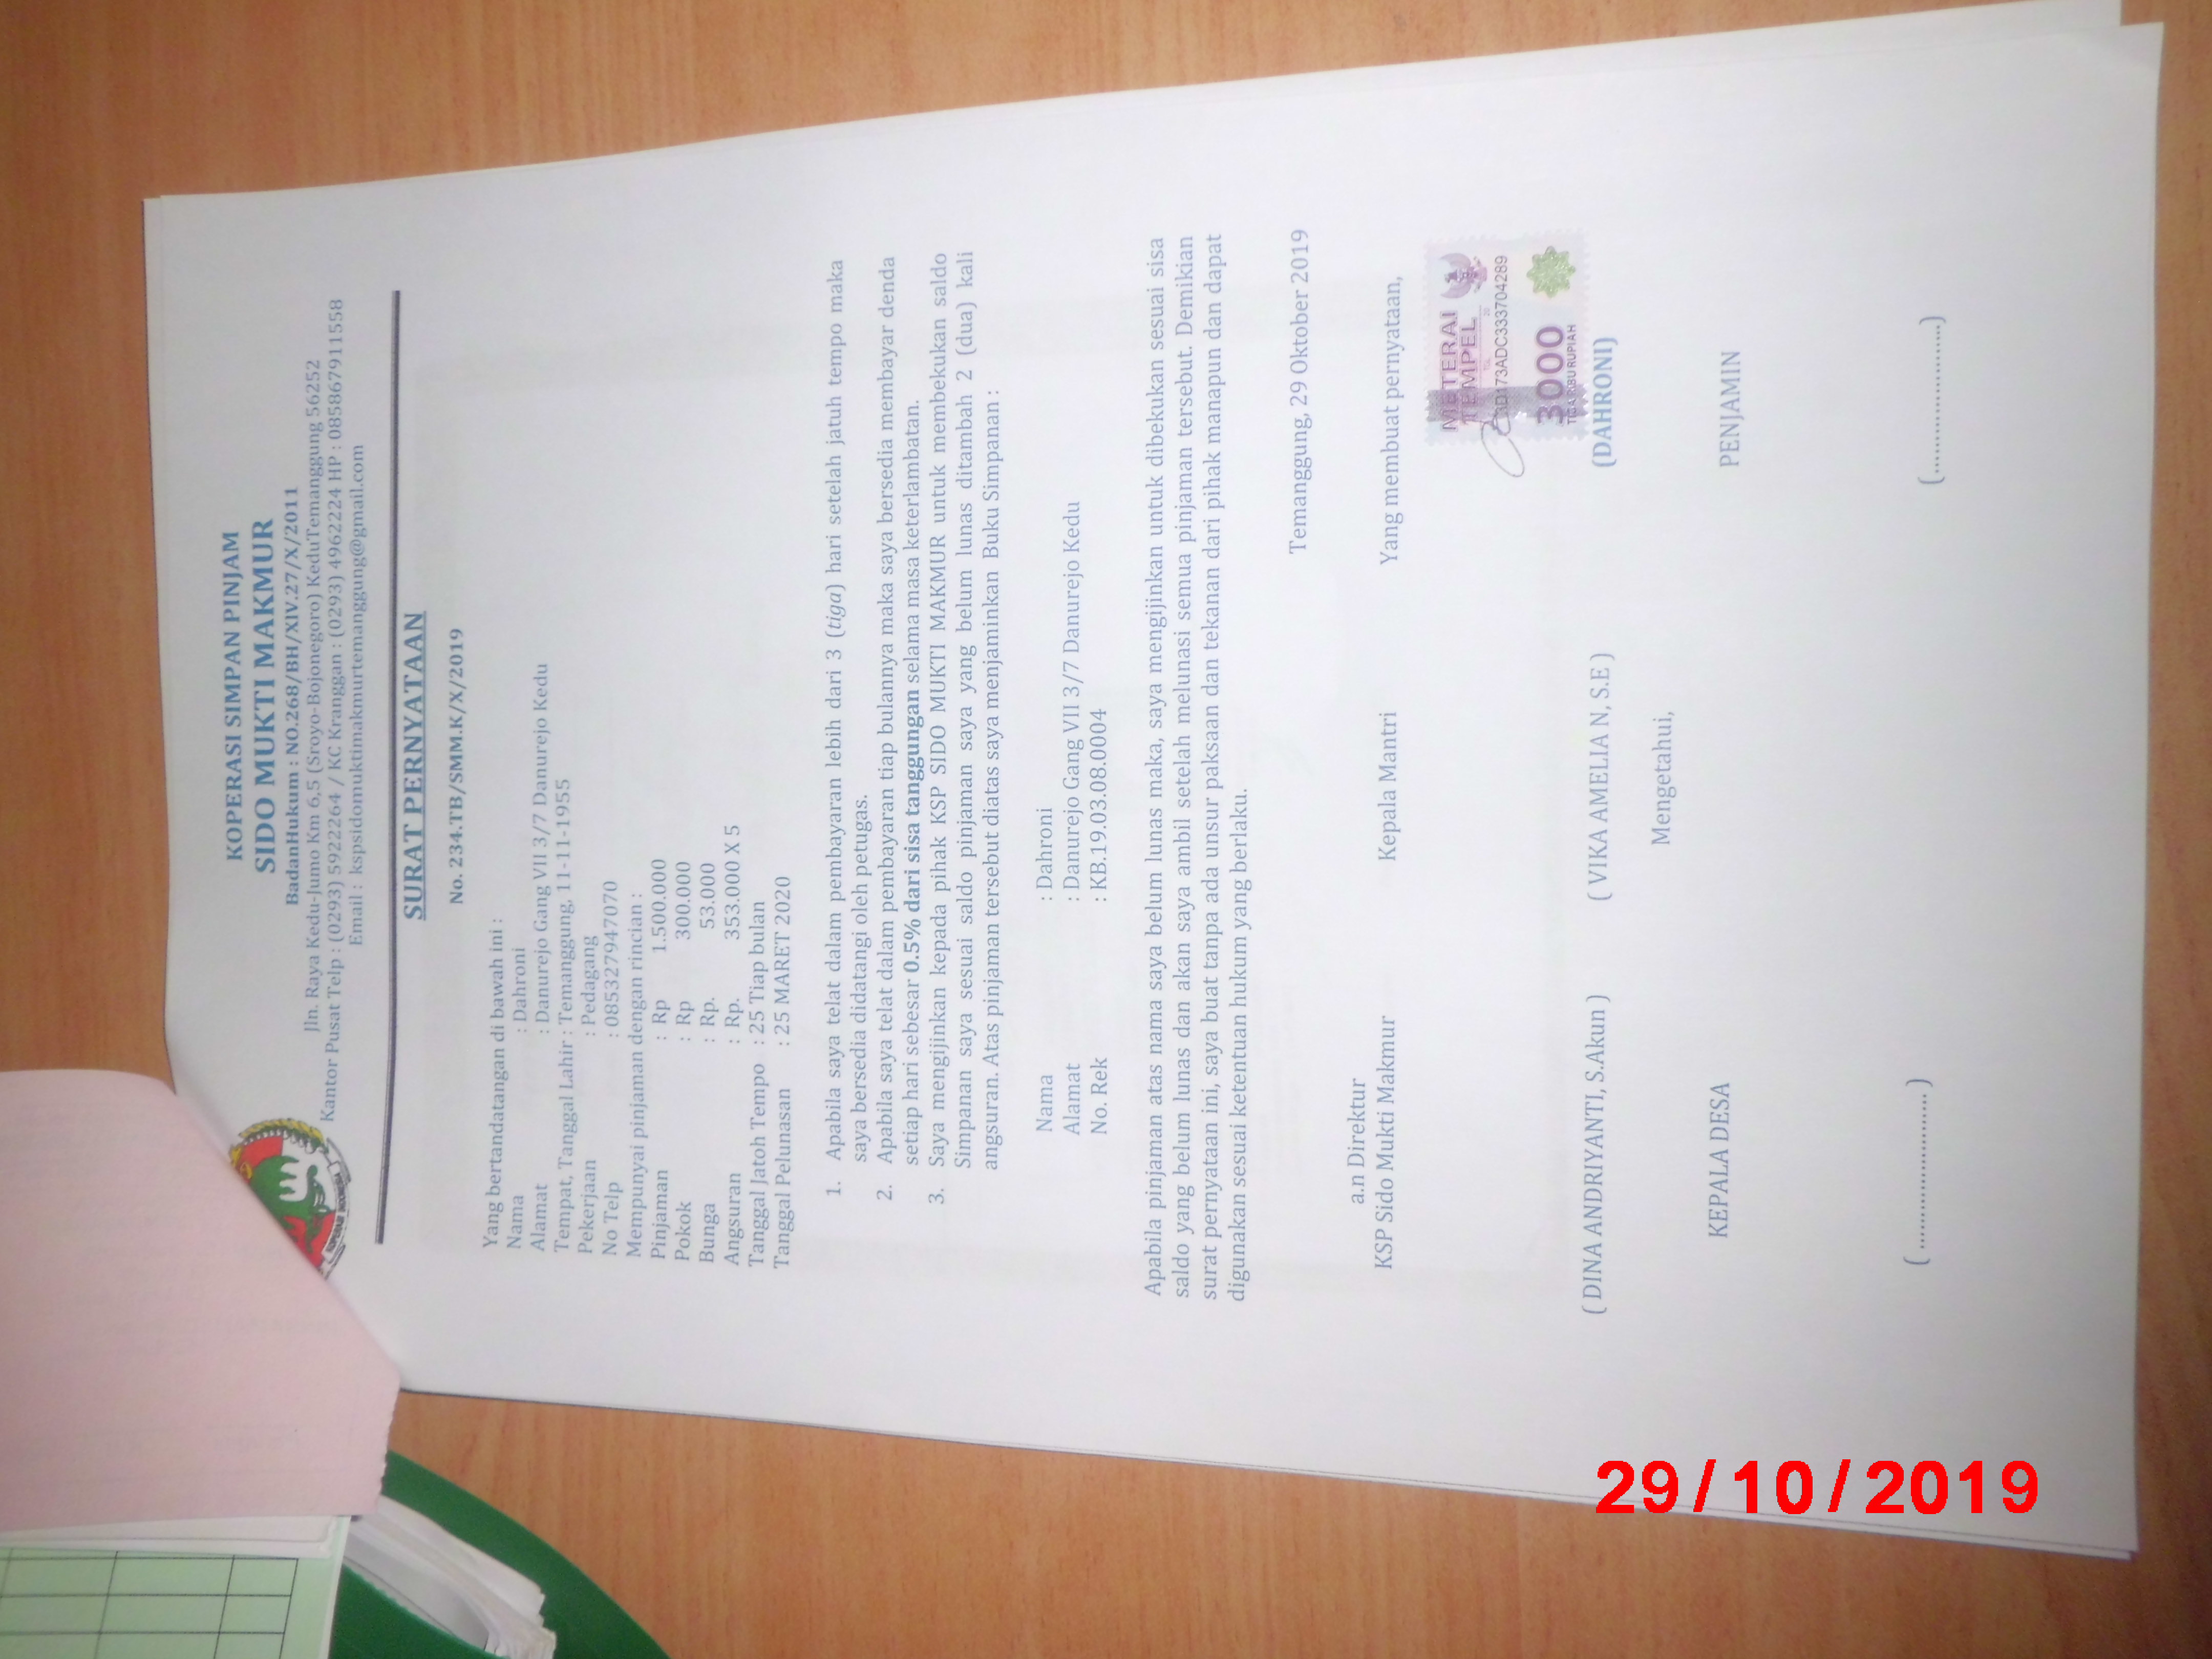 KOPERASI SIMPAN PINJAM
SIDO MUKTI MAKMUR
BadanHukum : NO.268/BH/XIV.27/X/2011
Jln. Raya Kedu-Jumo Km 6,5 (Sroyo-Bojonegoro) KeduTemanggung 56252
Kantor Pusat Telp : (0293) 5922264 / KC Kranggan : (0293) 4962224 HP : 085867911558
Email : kspsidomuktimakmurtemanggung@gmail.com
SURAT PERNYATAAN
No. 234.TB/SMM.K/X/2019
Yang bertandatangan di bawah ini :
Nama : Dahroni
Alamat : Danurejo Gang VII 3/7 Danurejo Kedu
Tempat, Tanggal Lahir : Temanggung, 11-11-1955
Pekerjaan : Pedagang
No Telp : 085327947070
Mempunyai pinjaman dengan rincian :
Pinjaman : Rp 1.500.000
Pokok : Rp 300.000
Bunga : Rp. 53.000
Angsuran : Rp. 353.000 X 5
Tanggal Jatoh Tempo : 25 Tiap bulan
Tanggal Pelunasan : 25 MARET 2020
1. Apabila saya telat dalam pembayaran lebih dari 3 (tiga) hari setelah jatuh tempo maka
saya bersedia didatangi oleh petugas.
2. Apabila saya telat dalam pembayaran tiap bulannya maka saya bersedia membayar denda
setiap hari sebesar 0.5% dari sisa tanggungan selama masa keterlambatan.
3. Saya mengijinkan kepada pihak KSP SIDO MUKTI MAKMUR untuk membekukan saldo
Simpanan saya sesuai saldo pinjaman saya yang belum lunas ditambah 2 (dua) kali
angsuran. Atas pinjaman tersebut diatas saya menjaminkan Buku Simpanan :
Nama : Dahroni
Alamat : Danurejo Gang VII 3/7 Danurejo Kedu
No. Rek : KB.19.03.08.0004
Apabila pinjaman atas nama saya belum lunas maka, saya mengijinkan untuk dibekukan sesuai sisa
saldo yang belum lunas dan akan saya ambil setelah melunasi semua pinjaman tersebut. Demikian
surat pernyataan ini, saya buat tanpa ada unsur paksaan dan tekanan dari pihak manapun dan dapat
digunakan sesuai ketentuan hukum yang berlaku.
Temanggung, 29 Oktober 2019
a.n Direktur
KSP Sido Mukti Makmur Kepala Mantri Yang membuat pernyataan,
METERAI
TEMPEL
3000
TIGA RIBU RUPIAH
( DINA ANDRIYANTI, S.Akun ) ( VIKA AMELIA N, S.E ) (DAHRONI)
Mengetahui,
KEPALA DESA PENJAMIN
( ........................ ) (........................)
29/10/2019